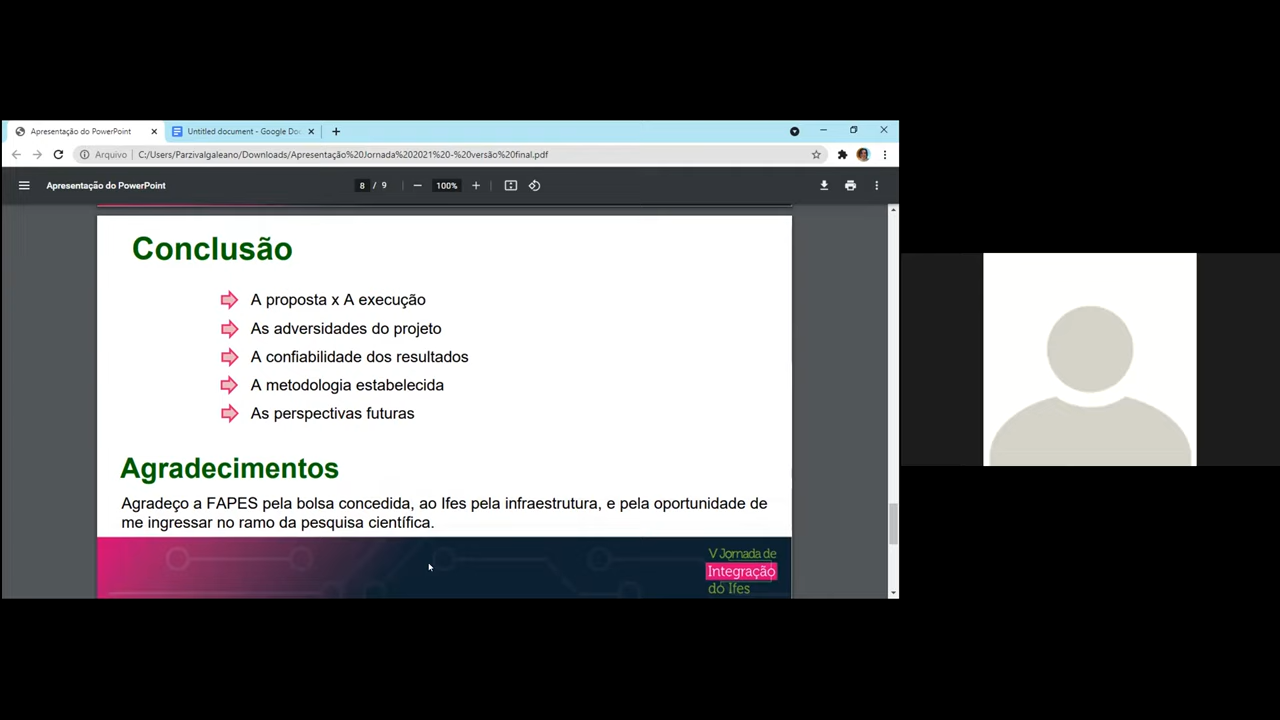 Apresentação do PowerPoint
Untitled document - Google Doc
Arquivo
C:/Users/Parzivalgaleano/Downloads/Apresentação%20Jornada%202021%20-%20versão%20final.pdf
Apresentação do PowerPoint
8 / 9
100%
Conclusão
A proposta x A execução
As adversidades do projeto
A confiabilidade dos resultados
A metodologia estabelecida
As perspectivas futuras
Agradecimentos
Agradeço a FAPES pela bolsa concedida, ao Ifes pela infraestrutura, e pela oportunidade de
me ingressar no ramo da pesquisa científica.
V Jornada de
Integração
do Ifes